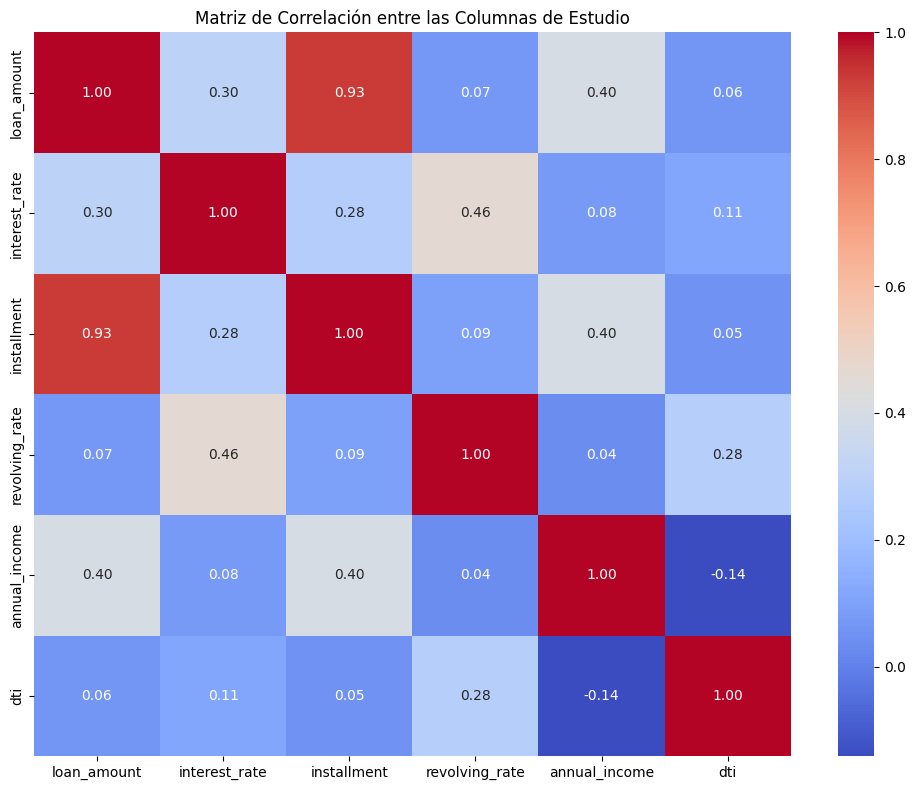 Matriz de Correlación entre las Columnas de Estudio
loan_amount
1.00 0.30 0.93 0.07 0.40 0.06
interest_rate
0.30 1.00 0.28 0.46 0.08 0.11
installment
0.93 0.28 1.00 0.09 0.40 0.05
revolving_rate
0.07 0.46 0.09 1.00 0.04 0.28
annual_income
0.40 0.08 0.40 0.04 1.00 -0.14
dti
0.06 0.11 0.05 0.28 -0.14 1.00
loan_amount interest_rate installment revolving_rate annual_income dti
1.0
0.8
0.6
0.4
0.2
0.0